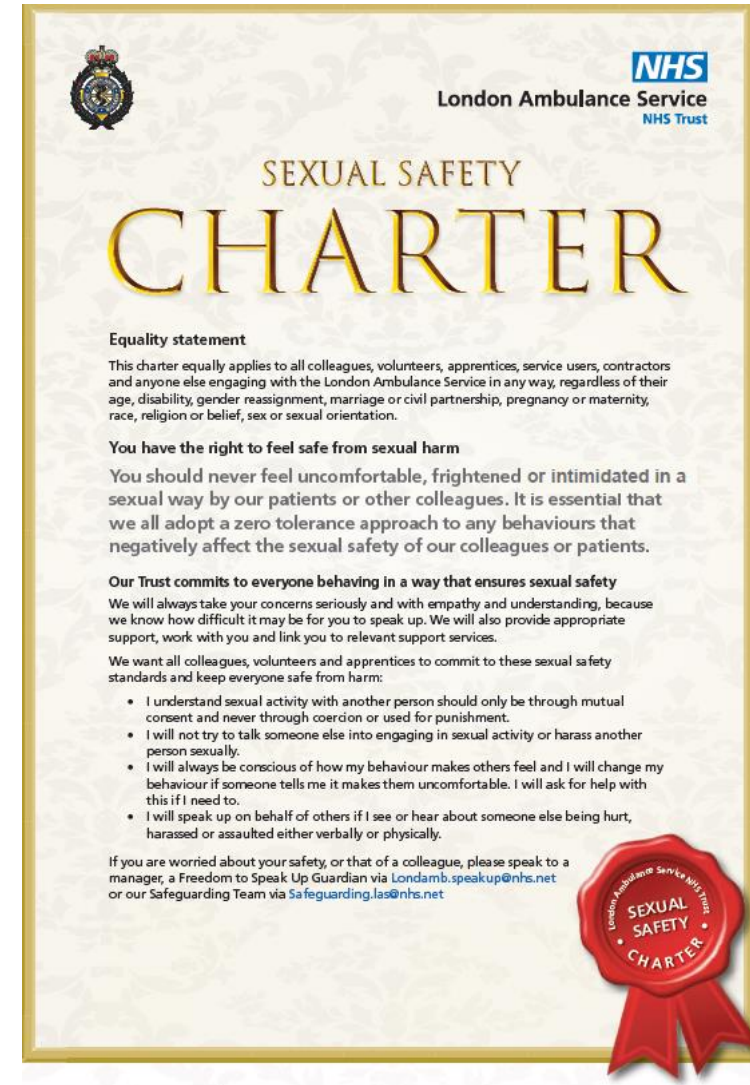 NHS
London Ambulance Service
NHS Trust
SEXUAL SAFETY
CHARTER
Equality statement
This charter equally applies to all colleagues, volunteers, apprentices, service users, contractors
and anyone else engaging with the London Ambulance Service in any way, regardless of their
age, disability, gender reassignment, marriage or civil partnership, pregnancy or maternity,
race, religion or belief, sex or sexual orientation.
You have the right to feel safe from sexual harm
You should never feel uncomfortable, frightened or intimidated in a
sexual way by our patients or other colleagues. It is essential that
we all adopt a zero tolerance approach to any behaviours that
negatively affect the sexual safety of our colleagues or patients.
Our Trust commits to everyone behaving in a way that ensures sexual safety
We will always take your concerns seriously and with empathy and understanding, because
we know how difficult it may be for you to speak up. We will also provide appropriate
support, work with you and link you to relevant support services.
We want all colleagues, volunteers and apprentices to commit to these sexual safety
standards and keep everyone safe from harm:
• I understand sexual activity with another person should only be through mutual
consent and never through coercion or used for punishment.
• I will not try to talk someone else into engaging in sexual activity or harass another
person sexually.
• I will always be conscious of how my behaviour makes others feel and I will change my
behaviour if someone tells me it makes them uncomfortable. I will ask for help with
this if I need to.
• I will speak up on behalf of others if I see or hear about someone else being hurt,
harassed or assaulted either verbally or physically.
If you are worried about your safety, or that of a colleague, please speak to a
manager, a Freedom to Speak Up Guardian via Londamb.speakup@nhs.net
or our Safeguarding Team via Safeguarding.las@nhs.net
London Ambulance Service NHS Trust
SEXUAL
SAFETY
• CHARTER •